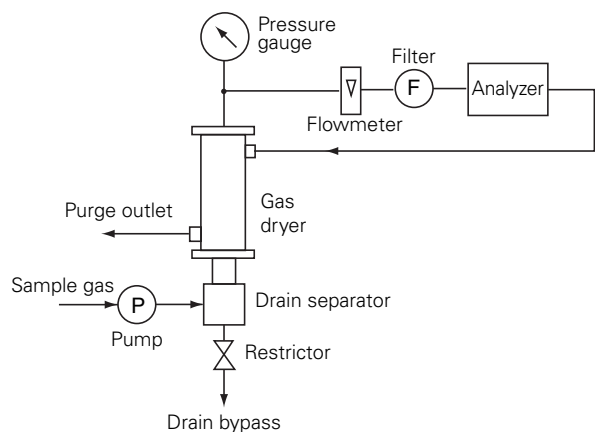 Pressure
gauge
Filter
F
Analyzer
Flowmeter
Gas
dryer
Purge outlet
Sample gas
P
Pump
Drain separator
Restrictor
Drain bypass